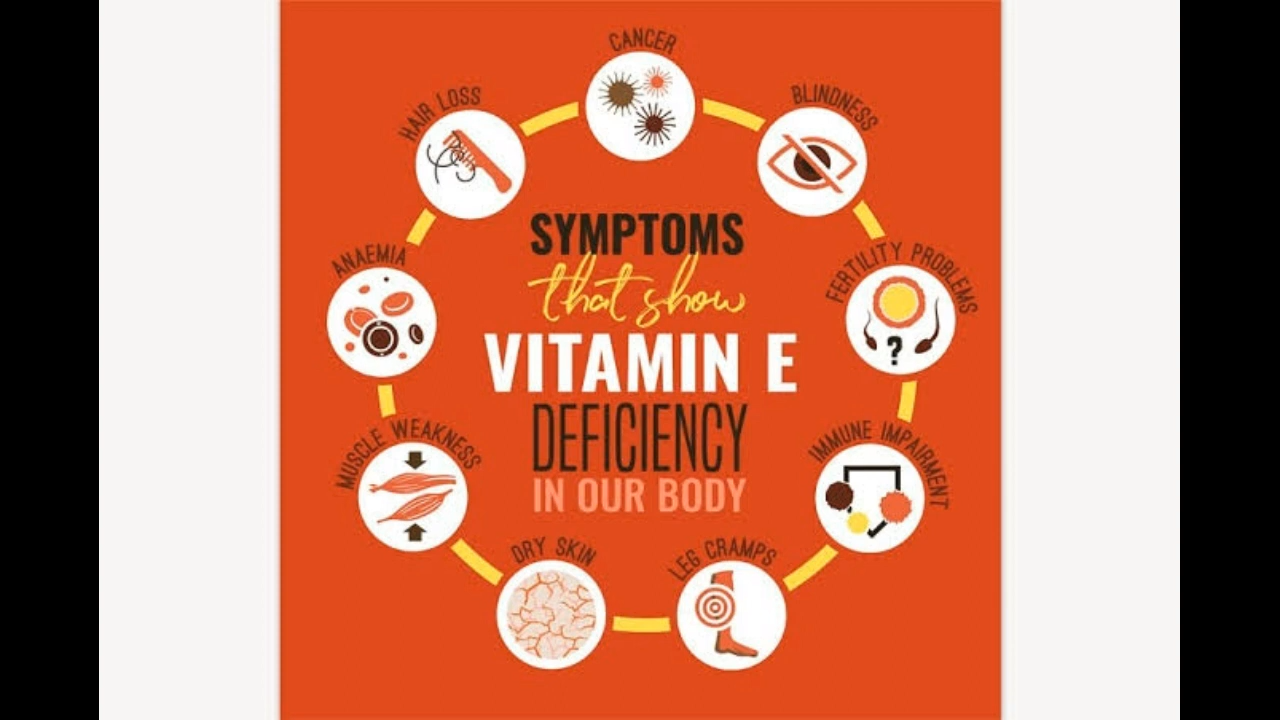 SYMPTOMS
that show
VITAMIN E
DEFICIENCY
IN OUR BODY
CANCER
BLINDNESS
FERTILITY PROBLEMS
?
IMMUNE IMPAIRMENT
LEG CRAMPS
DRY SKIN
MUSCLE WEAKNESS
ANAEMIA
HAIR LOSS